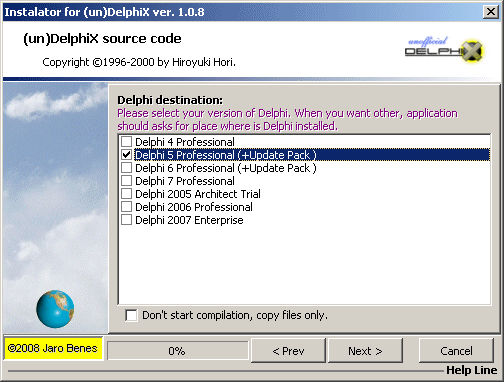 Instalator for (un)DelphiX ver. 1.0.8
(un)DelphiX source code
Copyright ©1996-2000 by Hiroyuki Hori.
unofficial
DELPHI X
Delphi destination:
Please select your version of Delphi. When you want other, application
should asks for place where is Delphi installed.
Delphi 4 Professional
Delphi 5 Professional (+Update Pack )
Delphi 6 Professional (+Update Pack )
Delphi 7 Professional
Delphi 2005 Architect Trial
Delphi 2006 Professional
Delphi 2007 Enterprise
Don't start compilation, copy files only.
©2008 Jaro Benes
0%
< Prev
Next >
Cancel
Help Line